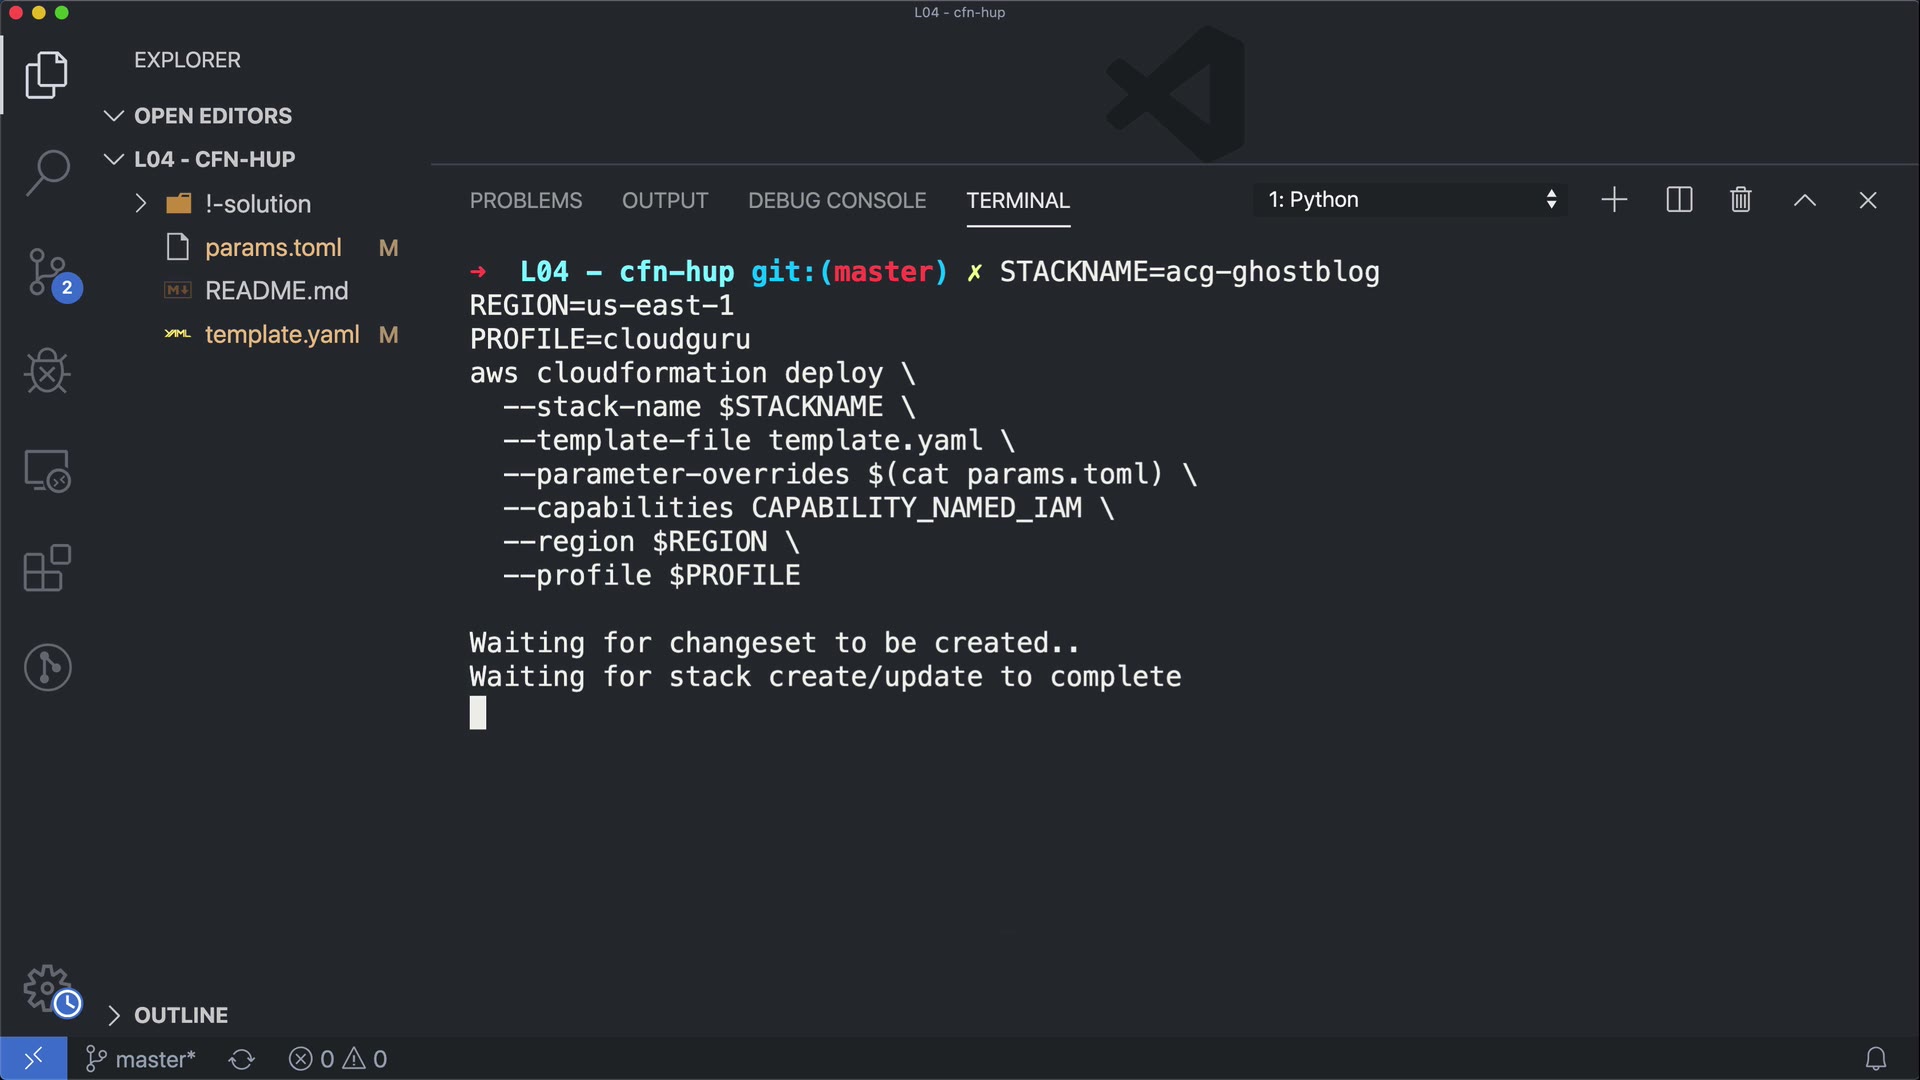 L04 - cfn-hup
EXPLORER
OPEN EDITORS
L04 - CFN-HUP
!-solution
params.toml M
README.md
template.yaml M
2
PROBLEMS OUTPUT DEBUG CONSOLE TERMINAL 1: Python
➜ L04 - cfn-hup git:(master) ✗ STACKNAME=acg-ghostblog
REGION=us-east-1
PROFILE=cloudguru
aws cloudformation deploy \
  --stack-name $STACKNAME \
  --template-file template.yaml \
  --parameter-overrides $(cat params.toml) \
  --capabilities CAPABILITY_NAMED_IAM \
  --region $REGION \
  --profile $PROFILE
Waiting for changeset to be created..
Waiting for stack create/update to complete
OUTLINE
master* 0 0